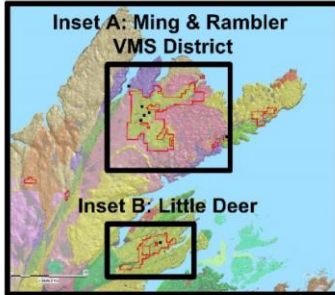 Inset A: Ming & Rambler
VMS District
Inset B: Little Deer